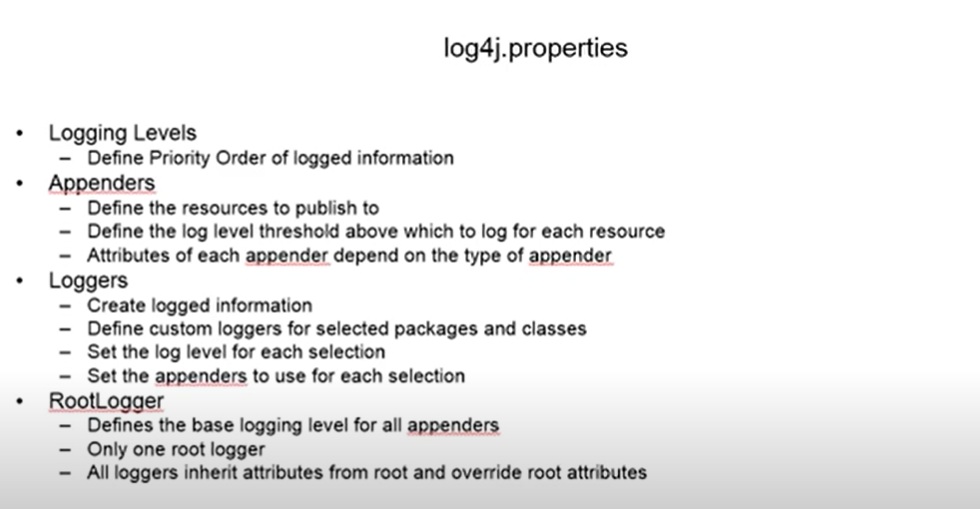 log4j.properties
• Logging Levels
– Define Priority Order of logged information
• Appenders
– Define the resources to publish to
– Define the log level threshold above which to log for each resource
– Attributes of each appender depend on the type of appender
• Loggers
– Create logged information
– Define custom loggers for selected packages and classes
– Set the log level for each selection
– Set the appenders to use for each selection
• RootLogger
– Defines the base logging level for all appenders
– Only one root logger
– All loggers inherit attributes from root and override root attributes